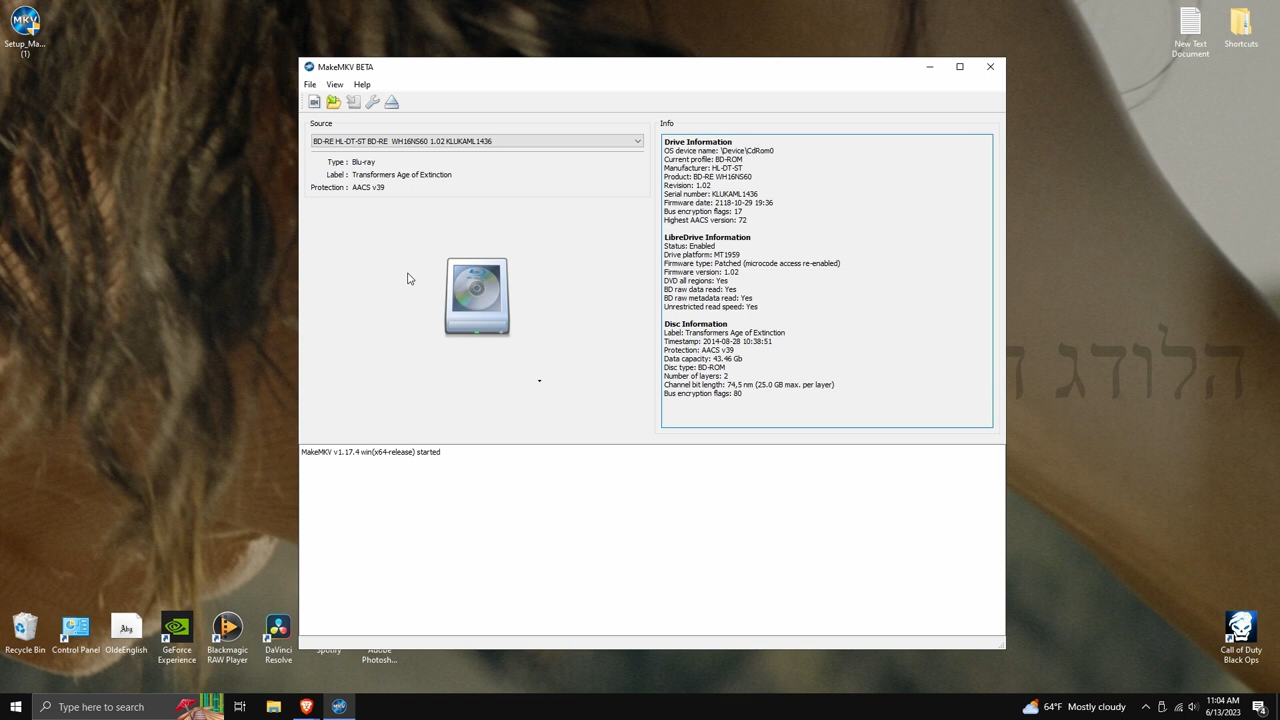 Setup_Ma...
(1)
New Text
Document
Shortcuts
MakeMKV BETA
File
View
Help
Source
BD-RE HL-DT-ST BD-RE  WH16NS60 1.02 KLUKAML1436
Type : Blu-ray
Label : Transformers Age of Extinction
Protection : AACS v39
Info
Drive Information
OS device name: \Device\CdRom0
Current profile: BD-ROM
Manufacturer: HL-DT-ST
Product: BD-RE WH16NS60
Revision: 1.02
Serial number: KLUKAML1436
Firmware date: 2118-10-29 19:36
Bus encryption flags: 17
Highest AACS version: 72
LibreDrive Information
Status: Enabled
Drive platform: MT1959
Firmware type: Patched (microcode access re-enabled)
Firmware version: 1.02
DVD all regions: Yes
BD raw data read: Yes
BD raw metadata read: Yes
Unrestricted read speed: Yes
Disc Information
Label: Transformers Age of Extinction
Timestamp: 2014-08-28 10:38:51
Protection: AACS v39
Data capacity: 43.46 Gb
Disc type: BD-ROM
Number of layers: 2
Channel bit length: 74,5 nm (25.0 GB max. per layer)
Bus encryption flags: 80
MakeMKV v1.17.4 win(x64-release) started
Recycle Bin
Control Panel
OldeEnglish
GeForce
Experience
Blackmagic
RAW Player
DaVinci
Resolve
Spotify
Adobe
Photosh...
Call of Duty
Black Ops
Type here to search
64°F Mostly cloudy
11:04 AM
6/13/2023
4